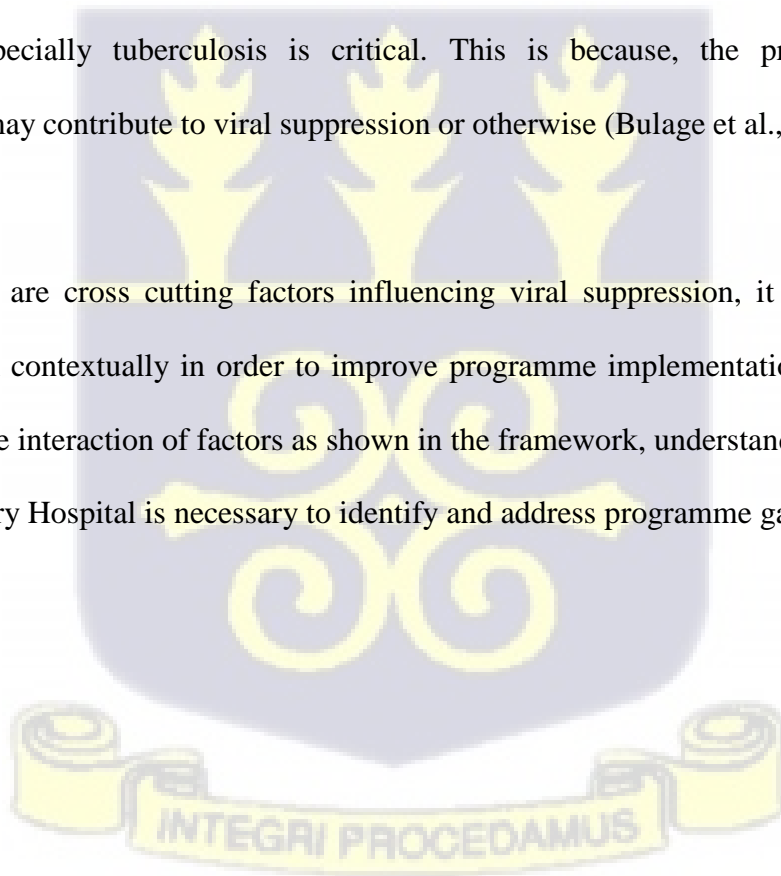 pecially tuberculosis is critical. This is because, the pr
may contribute to viral suppression or otherwise (Bulage et al.,
are cross cutting factors influencing viral suppression, it
contextually in order to improve programme implementatio
e interaction of factors as shown in the framework, understand
ry Hospital is necessary to identify and address programme ga
INTEGRI PROCEDAMUS